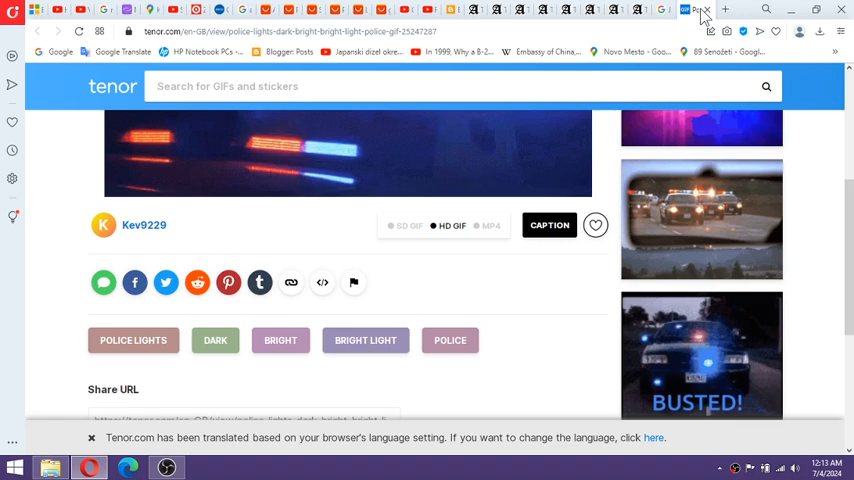 GIF Po
tenor.com/en-GB/view/police-lights-dark-bright-bright-light-police-gif-25247287
Google
Google Translate
HP Notebook PC - ...
Blogger: Posts
Japanski dizel okre...
In 1999, Why a B-2...
Embassy of China,...
Novo Mesto - Goo...
89 Senožeti - Googl...
tenor
Search for GIFs and stickers
K
Kev9229
SD GIF
HD GIF
MP4
CAPTION
BUSTED!
POLICE LIGHTS
DARK
BRIGHT
BRIGHT LIGHT
POLICE
Share URL
Tenor.com has been translated based on your browser's language setting. If you want to change the language, click here.
12:13 AM
7/4/2024